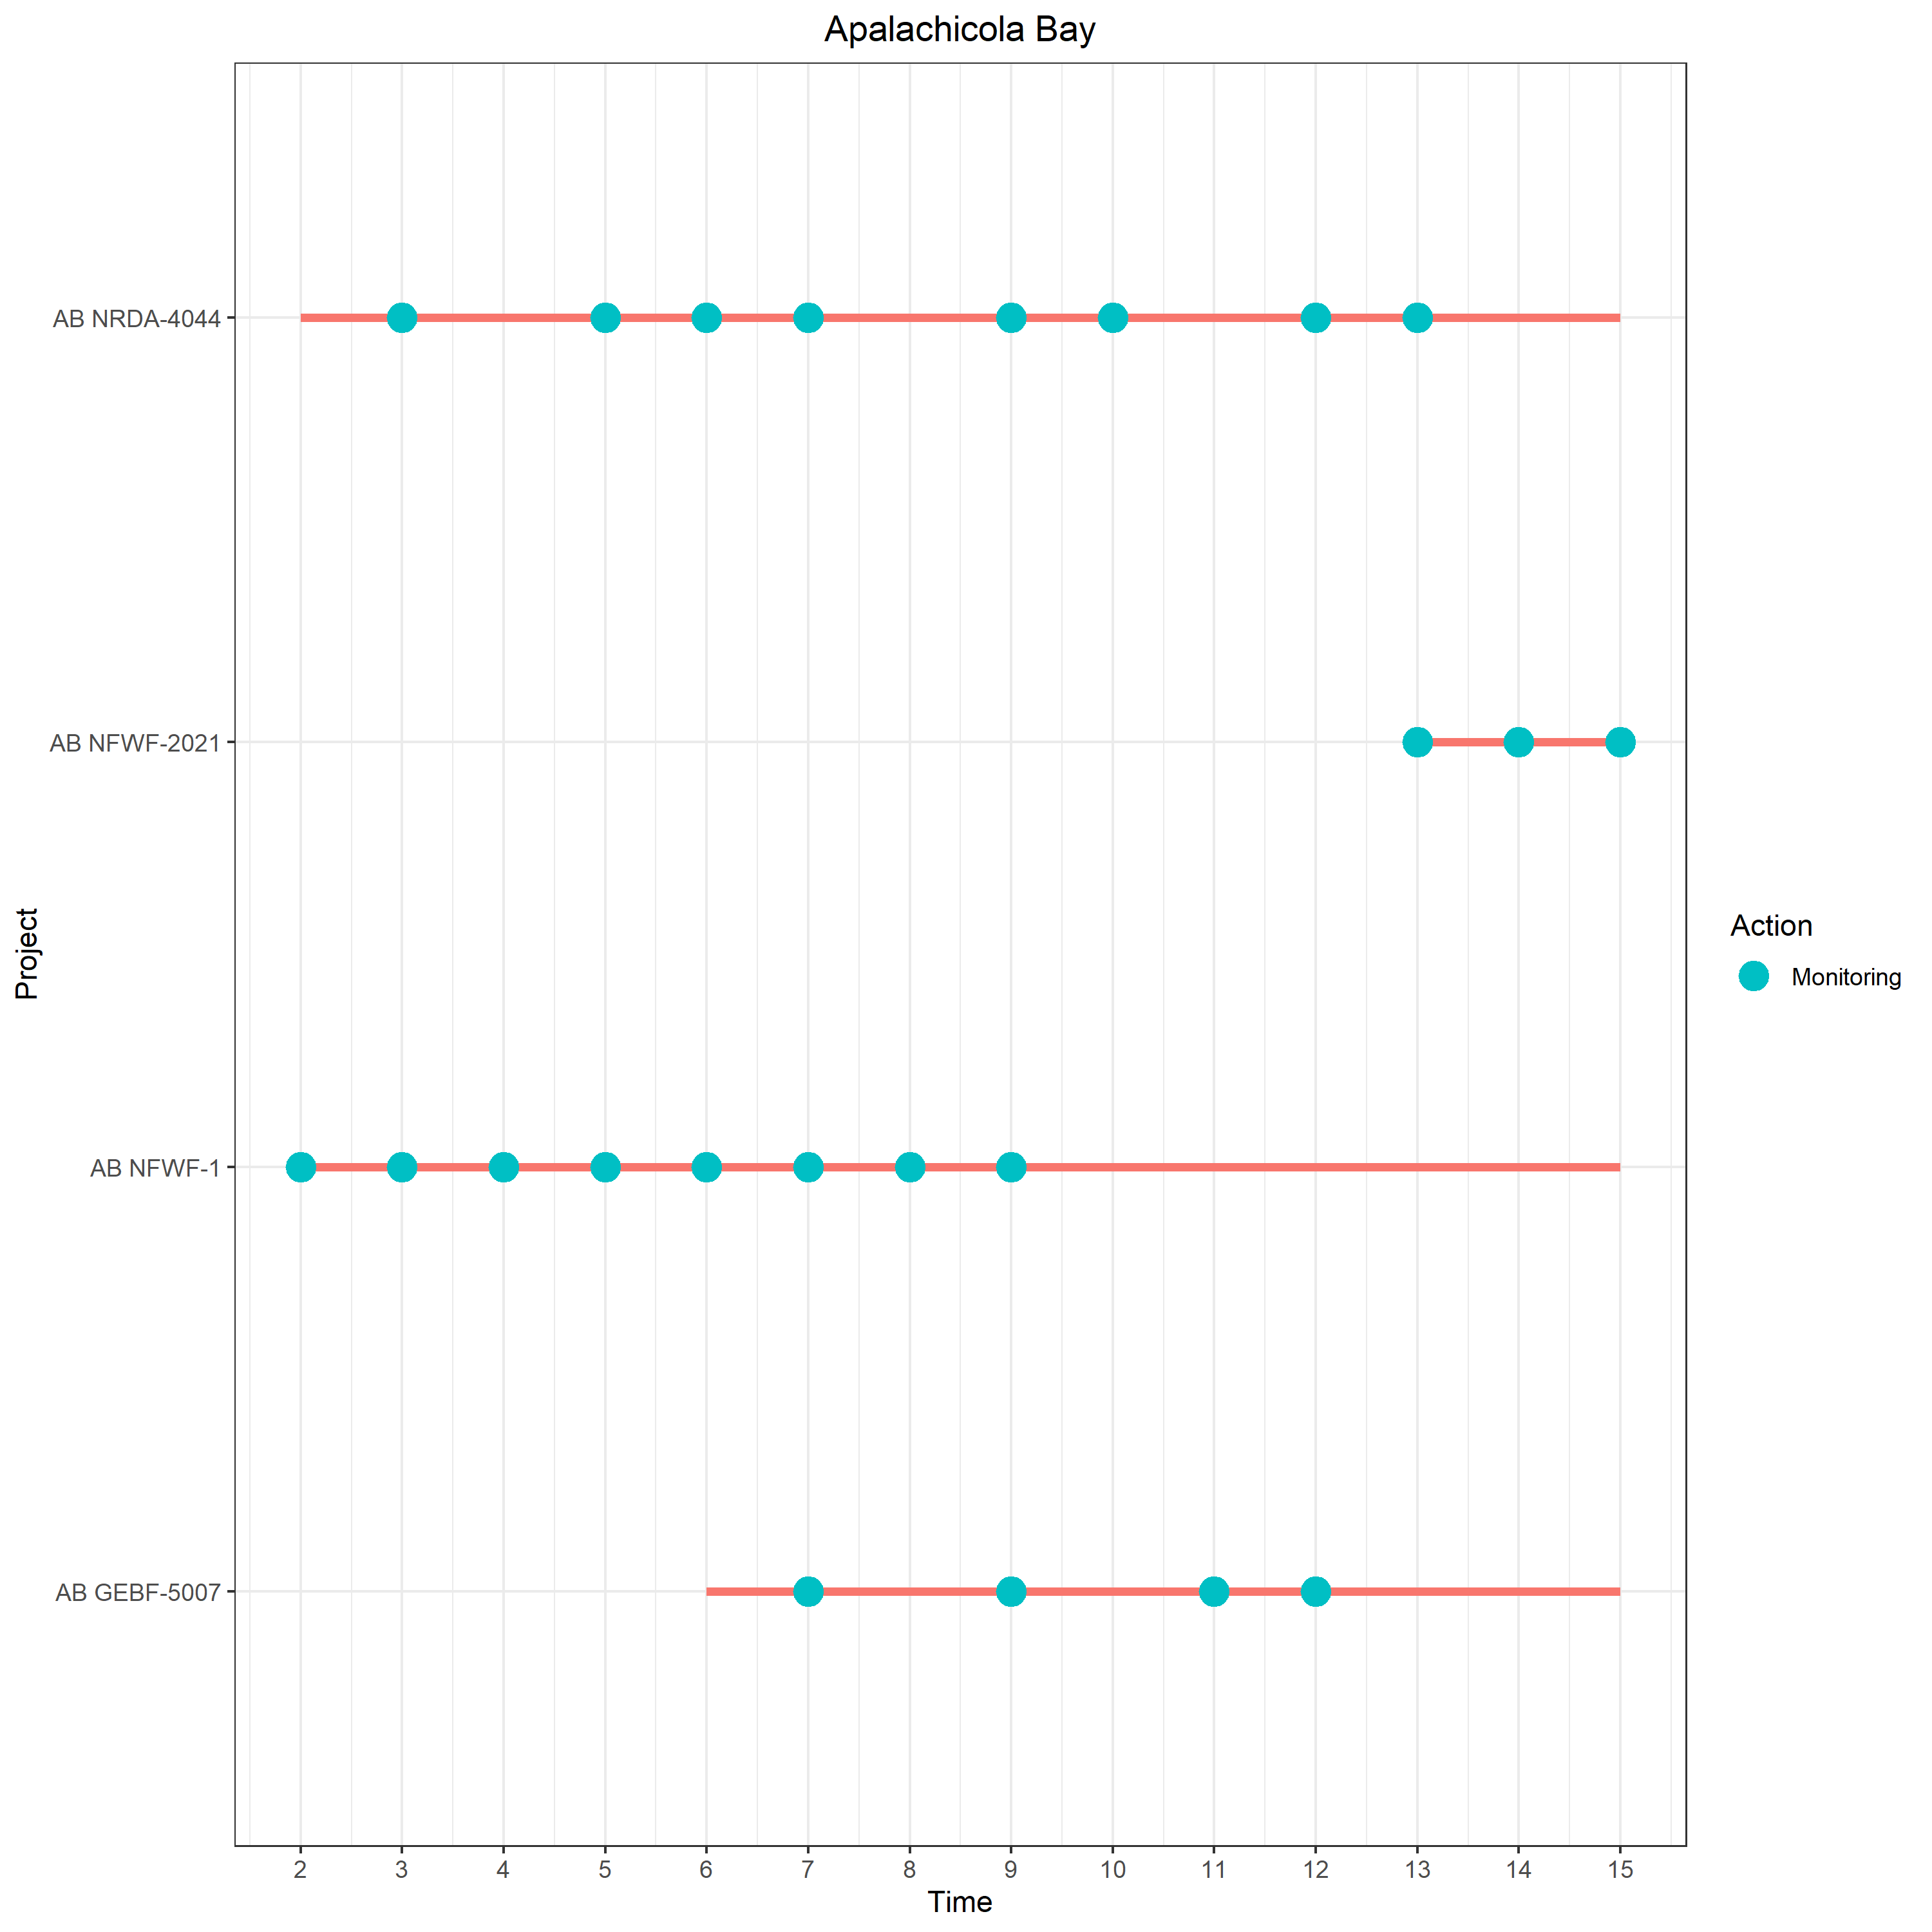 Apalachicola Bay
AB NRDA-4044
AB NFWF-2021
AB NFWF-1
AB GEBF-5007
Project
2 3 4 5 6 7 8 9 10 11 12 13 14 15
Time
Action
Monitoring